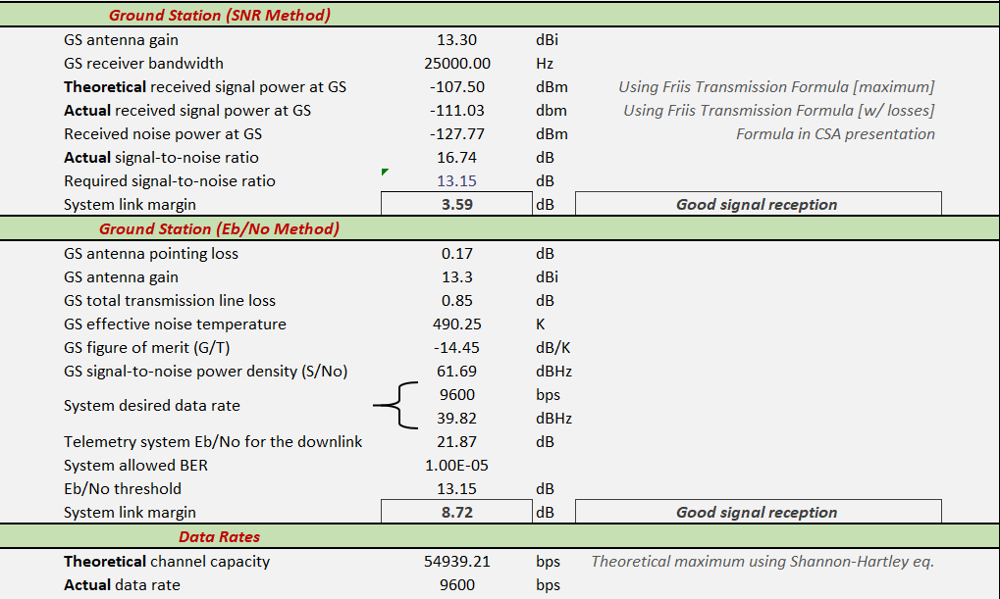 Ground Station (SNR Method)
GS antenna gain 13.30 dBi
GS receiver bandwidth 25000.00 Hz
Theoretical received signal power at GS -107.50 dBm Using Friis Transmission Formula [maximum]
Actual received signal power at GS -111.03 dbm Using Friis Transmission Formula [w/ losses]
Received noise power at GS -127.77 dBm Formula in CSA presentation
Actual signal-to-noise ratio 16.74 dB
Required signal-to-noise ratio 13.15 dB
System link margin 3.59 dB Good signal reception
Ground Station (Eb/No Method)
GS antenna pointing loss 0.17 dB
GS antenna gain 13.3 dBi
GS total transmission line loss 0.85 dB
GS effective noise temperature 490.25 K
GS figure of merit (G/T) -14.45 dB/K
GS signal-to-noise power density (S/No) 61.69 dBHz
System desired data rate 9600 bps
39.82 dBHz
Telemetry system Eb/No for the downlink 21.87 dB
System allowed BER 1.00E-05
Eb/No threshold 13.15 dB
System link margin 8.72 dB Good signal reception
Data Rates
Theoretical channel capacity 54939.21 bps Theoretical maximum using Shannon-Hartley eq.
Actual data rate 9600 bps